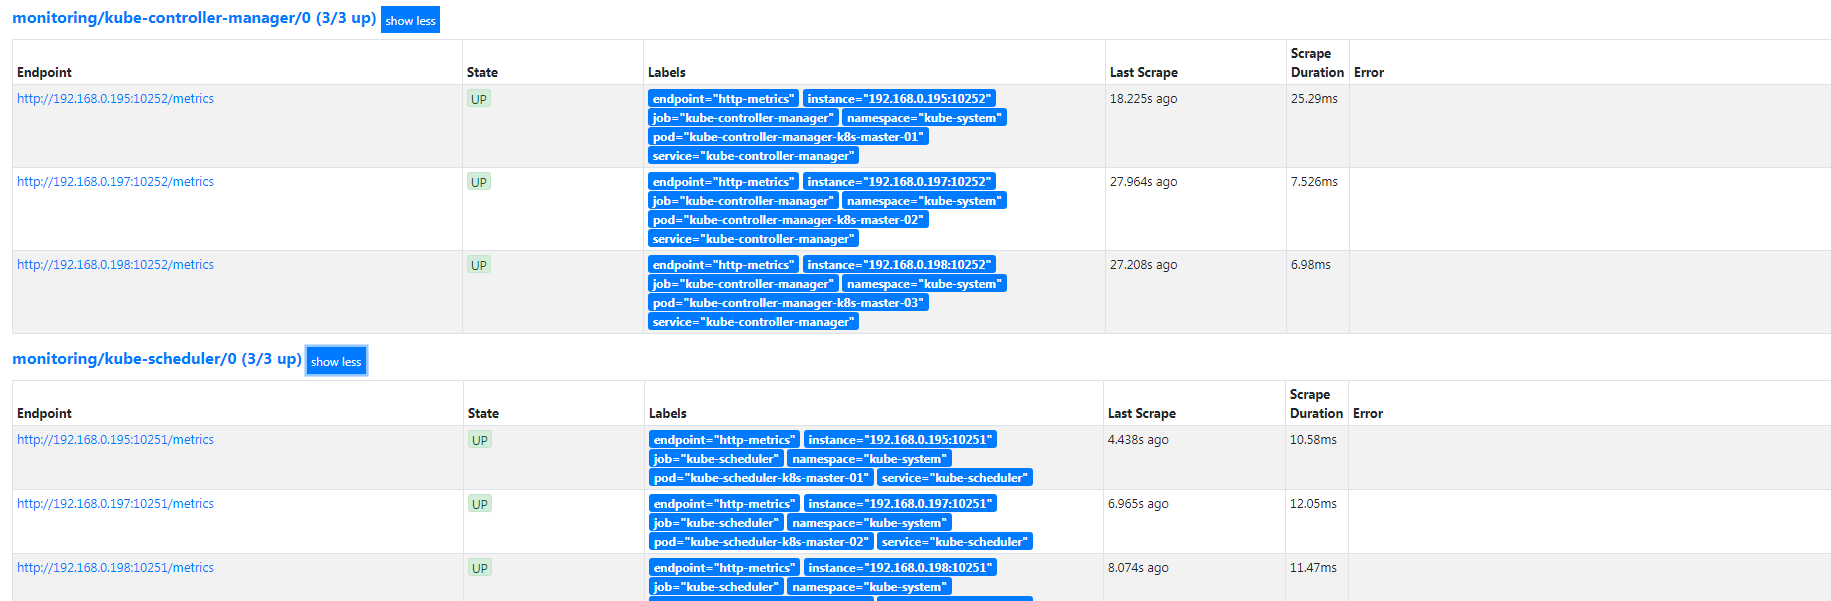 monitoring/kube-controller-manager/0 (3/3 up) show less
Scrape
Endpoint State Labels Last Scrape Duration Error
http://192.168.0.195:10252/metrics UP endpoint="http-metrics" instance="192.168.0.195:10252" 18.225s ago 25.29ms
job="kube-controller-manager" namespace="kube-system"
pod="kube-controller-manager-k8s-master-01"
service="kube-controller-manager"
http://192.168.0.197:10252/metrics UP endpoint="http-metrics" instance="192.168.0.197:10252" 27.964s ago 7.526ms
job="kube-controller-manager" namespace="kube-system"
pod="kube-controller-manager-k8s-master-02"
service="kube-controller-manager"
http://192.168.0.198:10252/metrics UP endpoint="http-metrics" instance="192.168.0.198:10252" 27.208s ago 6.98ms
job="kube-controller-manager" namespace="kube-system"
pod="kube-controller-manager-k8s-master-03"
service="kube-controller-manager"
monitoring/kube-scheduler/0 (3/3 up) show less
Scrape
Endpoint State Labels Last Scrape Duration Error
http://192.168.0.195:10251/metrics UP endpoint="http-metrics" instance="192.168.0.195:10251" 4.438s ago 10.58ms
job="kube-scheduler" namespace="kube-system"
pod="kube-scheduler-k8s-master-01" service="kube-scheduler"
http://192.168.0.197:10251/metrics UP endpoint="http-metrics" instance="192.168.0.197:10251" 6.965s ago 12.05ms
job="kube-scheduler" namespace="kube-system"
pod="kube-scheduler-k8s-master-02" service="kube-scheduler"
http://192.168.0.198:10251/metrics UP endpoint="http-metrics" instance="192.168.0.198:10251" 8.074s ago 11.47ms
job="kube-scheduler" namespace="kube-system"